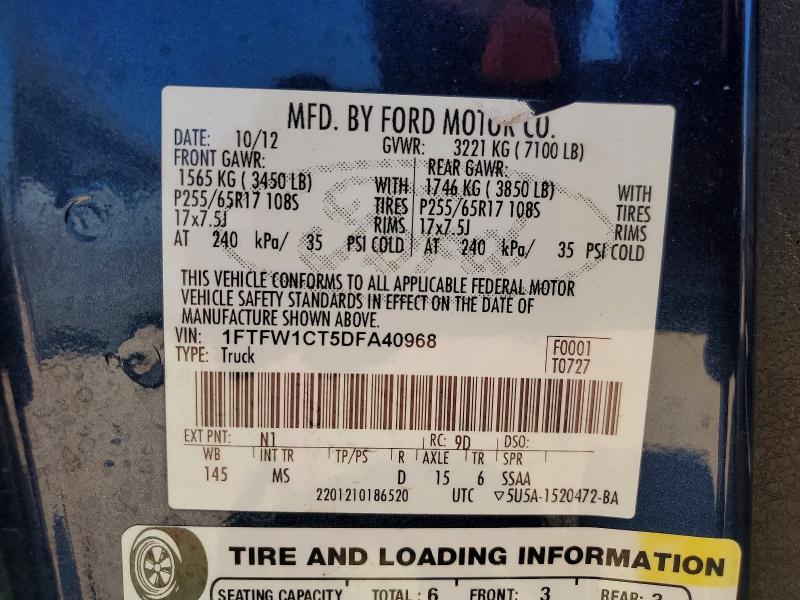 MFD. BY FORD MOTOR CO.
DATE: 10/12 GVWR: 3221 KG ( 7100 LB)
FRONT GAWR: REAR GAWR:
1565 KG ( 3450 LB) WITH 1746 KG ( 3850 LB) WITH
P255/65R17 108S TIRES P255/65R17 108S TIRES
17x7.5J RIMS 17x7.5J RIMS
AT 240 kPa/ 35 PSI COLD AT 240 kPa/ 35 PSI COLD
THIS VEHICLE CONFORMS TO ALL APPLICABLE FEDERAL MOTOR
VEHICLE SAFETY STANDARDS IN EFFECT ON THE DATE OF
MANUFACTURE SHOWN ABOVE.
VIN: 1FTFW1CT5DFA40968 F0001
TYPE: Truck T0727
EXT PNT: N1 RC: 9D DSO:
WB INT TR TP/PS R AXLE TR SPR
145 MS D 15 6 SSAA
2201210186520 UTC ▽5U5A-1520472-BA
TIRE AND LOADING INFORMATION
SEATING CAPACITY TOTAL: 6 FRONT: 3 REAR: 3